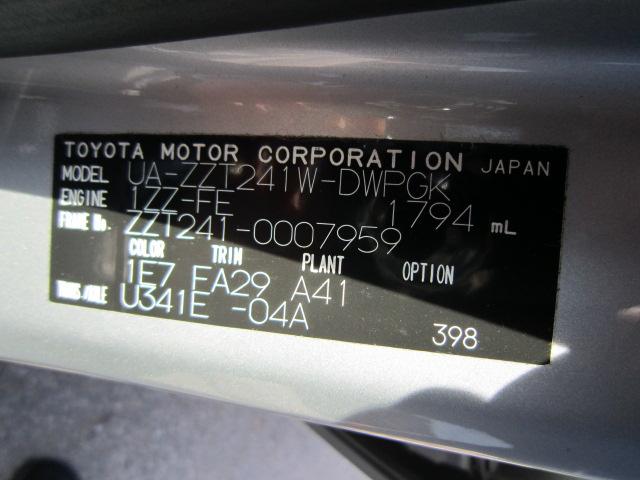 TOYOTA MOTOR CORPORATION JAPAN
MODEL UA-ZZT241W-DWPGK
ENGINE 1ZZ-FE 1794 mL
FRAME No. ZZT241-0007959
COLOR TRIM PLANT OPTION
1E7 EA29 A41
TRANS/AXLE U341E -04A
398